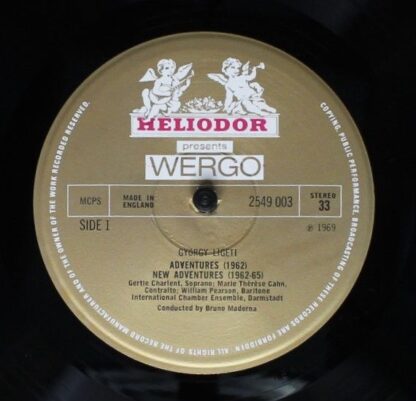 HELIODOR
presents
WERGO
MCPS
MADE IN
ENGLAND
2549 003
STEREO
33
SIDE I
℗ 1969
GYÖRGY LIGETI
ADVENTURES (1962)
NEW ADVENTURES (1962-65)
Gertie Charlent, Soprano; Marie Thérèse Cahn,
Contralto; William Pearson, Baritone
International Chamber Ensemble, Darmstadt
Conducted by Bruno Maderna
ALL RIGHTS OF THE RECORD MANUFACTURER AND OF THE OWNER OF THE WORK RECORDED RESERVED.
COPYING, PUBLIC PERFORMANCE, BROADCASTING OF THESE RECORDS ARE FORBIDDEN